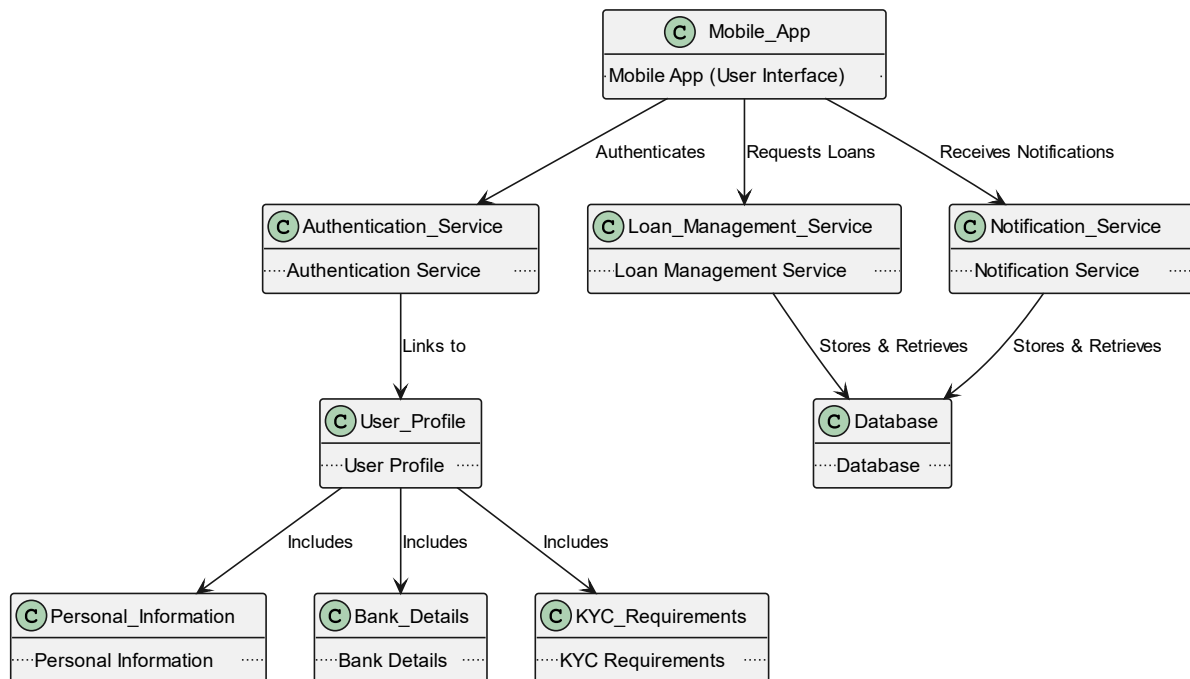 C Mobile_App
Mobile App (User Interface)
Authenticates
Requests Loans
Receives Notifications
C Authentication_Service
Authentication Service
C Loan_Management_Service
Loan Management Service
C Notification_Service
Notification Service
Links to
Stores & Retrieves
Stores & Retrieves
C User_Profile
User Profile
C Database
Database
Includes
Includes
Includes
C Personal_Information
Personal Information
C Bank_Details
Bank Details
C KYC_Requirements
KYC Requirements